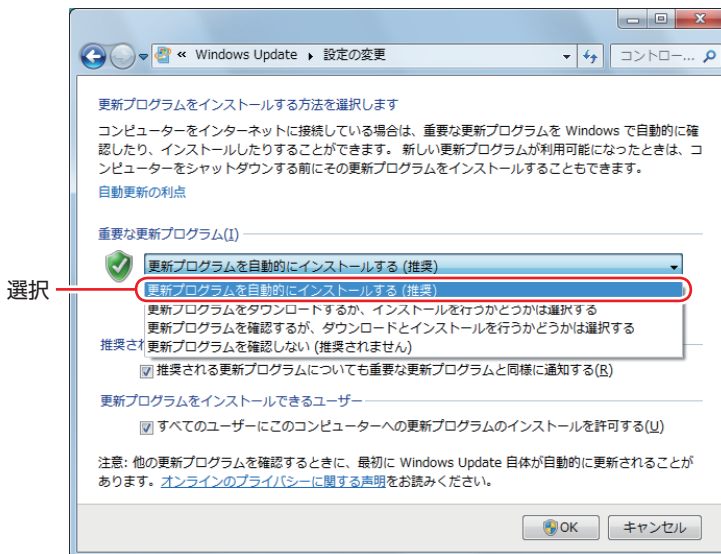 « Windows Update ▸ 設定の変更
コントロー...
更新プログラムをインストールする方法を選択します
コンピューターをインターネットに接続している場合は、重要な更新プログラムを Windows で自動的に確
認したり、インストールしたりすることができます。 新しい更新プログラムが利用可能になったときは、コ
ンピューターをシャットダウンする前にその更新プログラムをインストールすることもできます。
自動更新の利点
重要な更新プログラム(I)
更新プログラムを自動的にインストールする (推奨)
選択
更新プログラムを自動的にインストールする (推奨)
更新プログラムをダウンロードするが、インストールを行うかどうかは選択する
更新プログラムを確認するが、ダウンロードとインストールを行うかどうかは選択する
推奨さ
更新プログラムを確認しない (推奨されません)
推奨される更新プログラムについても重要な更新プログラムと同様に通知する(R)
更新プログラムをインストールできるユーザー
すべてのユーザーにこのコンピューターへの更新プログラムのインストールを許可する(U)
注意: 他の更新プログラムを確認するときに、最初に Windows Update 自体が自動的に更新されることが
あります。オンラインのプライバシーに関する声明をお読みください。
OK
キャンセル